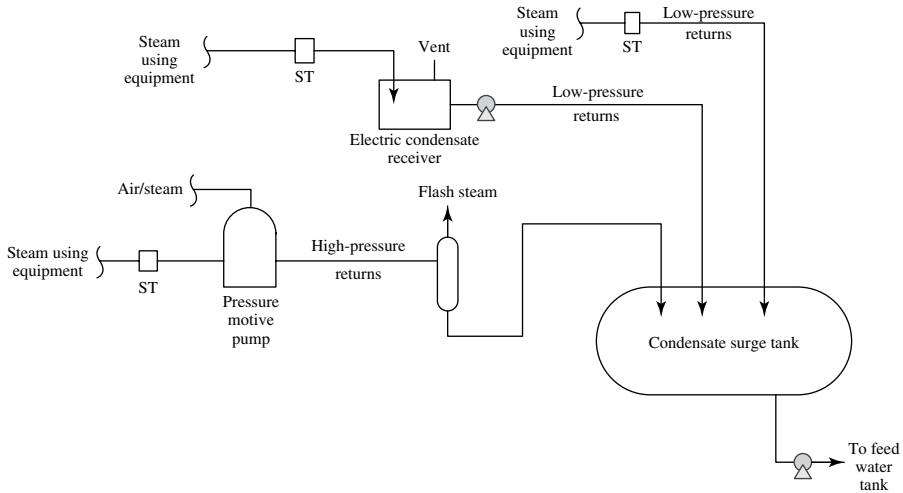 Steam
using
equipment
ST
Low-pressure
returns
Steam
using
equipment
ST
Vent
Low-pressure
returns
Electric condensate
receiver
Air/steam
Flash steam
Steam using
equipment
ST
High-pressure
returns
Pressure
motive
pump
Condensate surge tank
To feed
water
tank